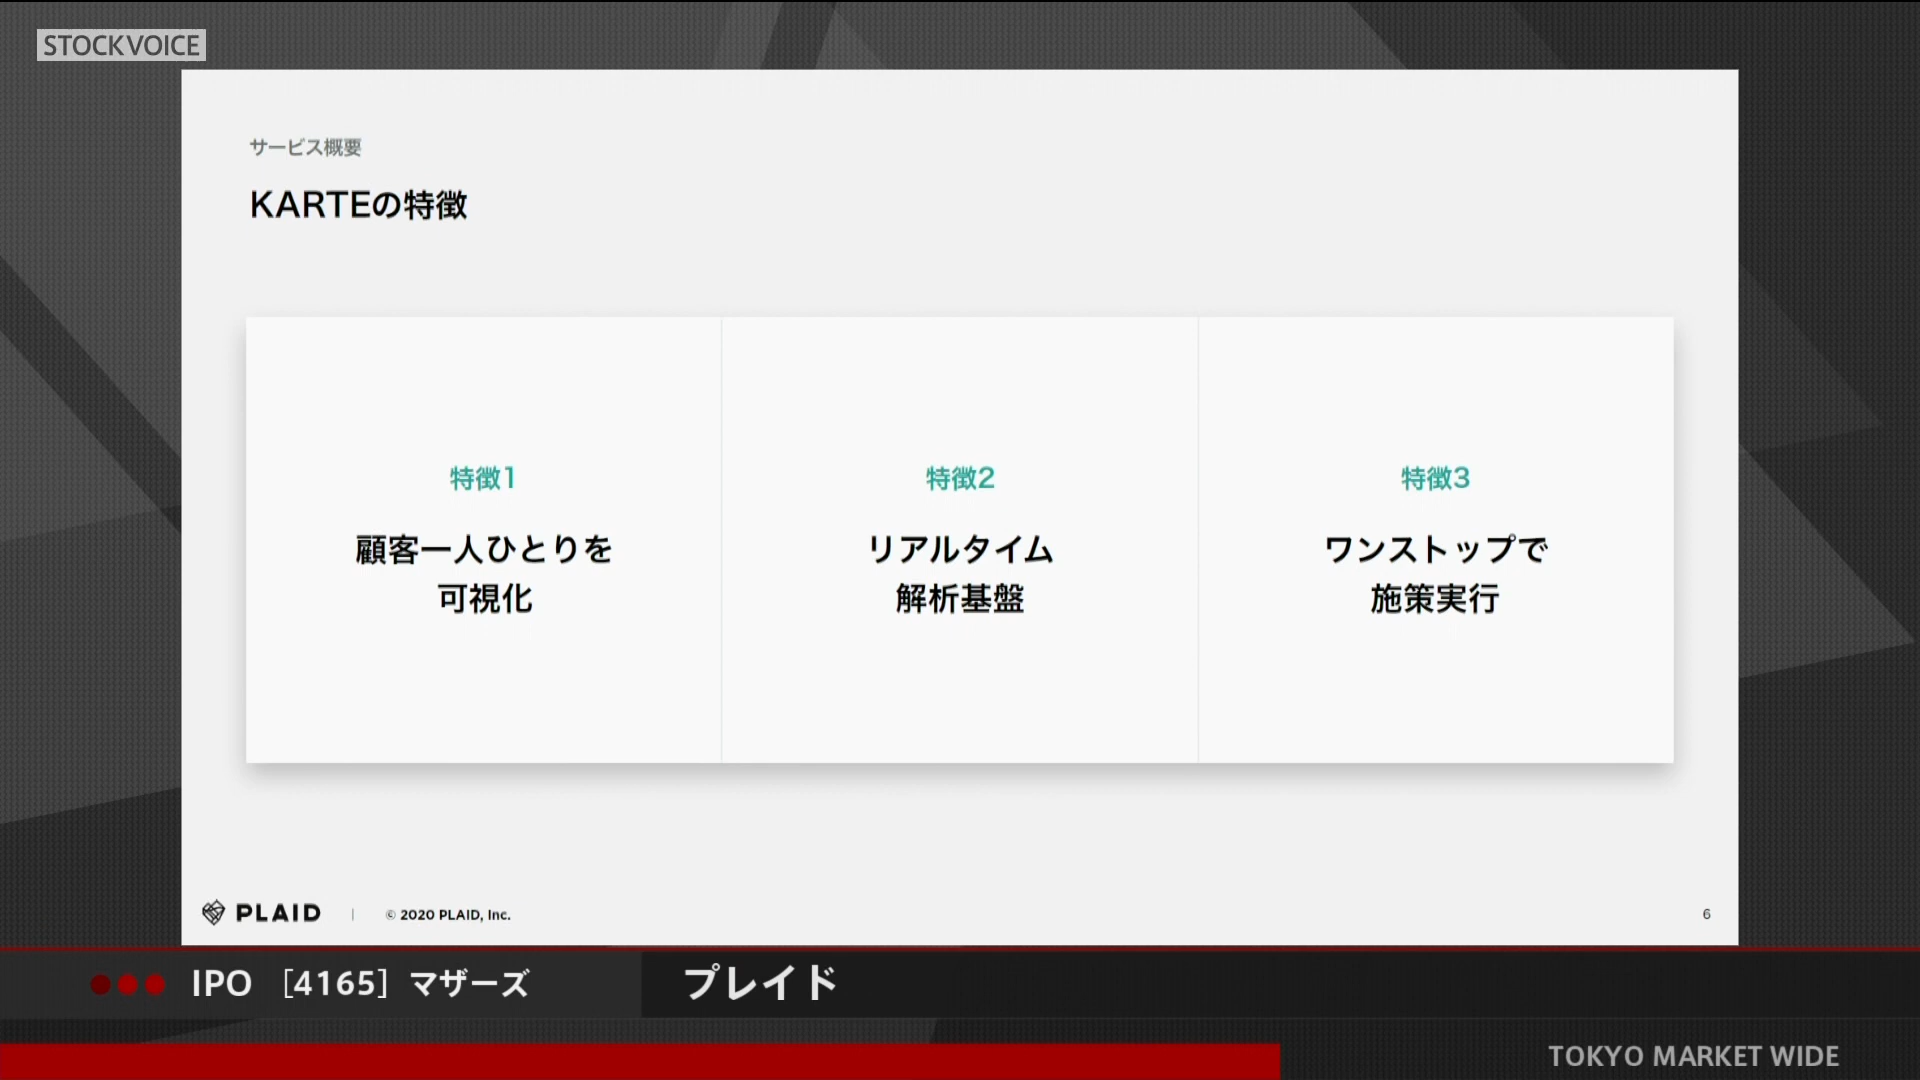 STOCKVOICE
サービス概要
KARTEの特徴
特徴1
顧客一人ひとりを
可視化
特徴2
リアルタイム
解析基盤
特徴3
ワンストップで
施策実行
PLAID | © 2020 PLAID, Inc.
6
IPO [4165] マザーズ プレイド
TOKYO MARKET WIDE